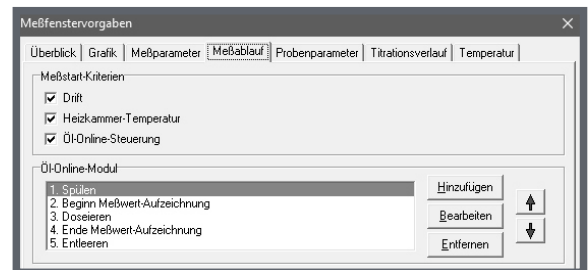 Meßfenstervorgaben
Überblick Grafik Meßparameter Meßablauf Probenparameter Titrationsverlauf Temperatur
Meßstart-Kriterien
Drift
Heizkammer-Temperatur
Öl-Online-Steuerung
Öl-Online-Modul
1. Spülen
2. Beginn Meßwert-Aufzeichnung
3. Doseieren
4. Ende Meßwert-Aufzeichnung
5. Entleeren
Hinzufügen
Bearbeiten
Entfernen